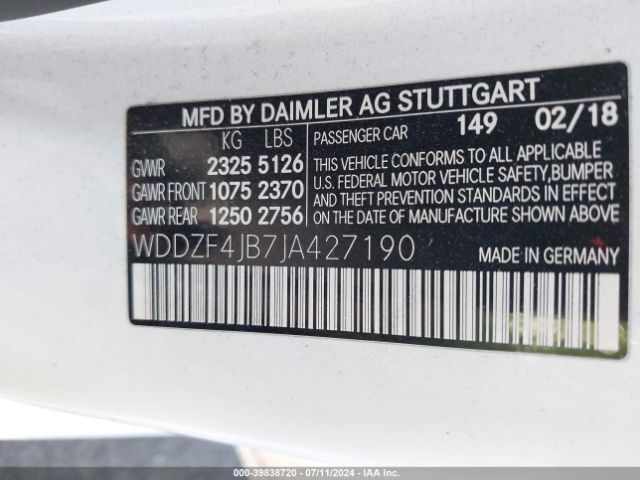 MFD BY DAIMLER AG STUTTGART
KG LBS
GVWR 2325 5126
GAWR FRONT 1075 2370
GAWR REAR 1250 2756
PASSENGER CAR 149 02/18
THIS VEHICLE CONFORMS TO ALL APPLICABLE
U.S. FEDERAL MOTOR VEHICLE SAFETY, BUMPER
AND THEFT PREVENTION STANDARDS IN EFFECT
ON THE DATE OF MANUFACTURE SHOWN ABOVE
WDDZF4JB7JA427190
MADE IN GERMANY
000-39838720 - 07/11/2024 - IAA Inc.